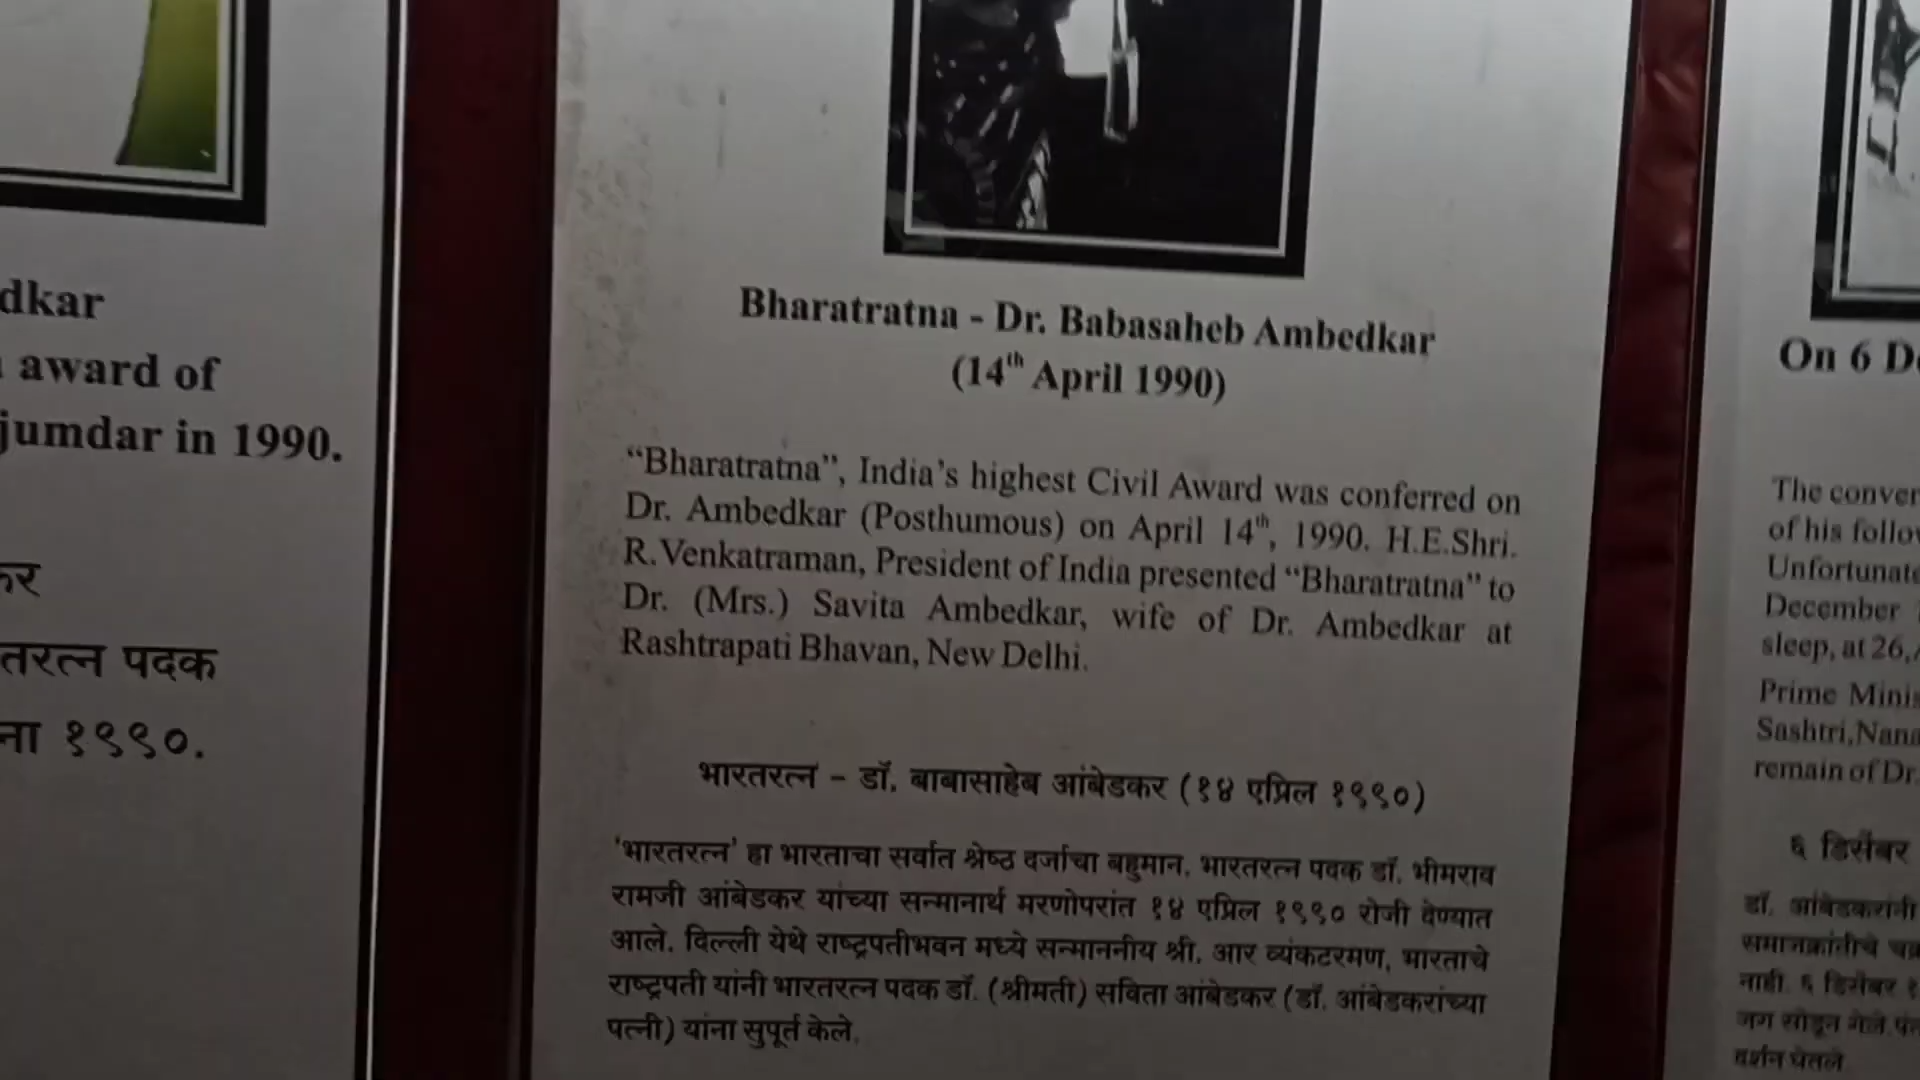 dkar
award of
jumdar in 1990.
कर
तरत्न पदक
ना १९९०.
Bharatratna - Dr. Babasaheb Ambedkar
(14th April 1990)
“Bharatratna”, India’s highest Civil Award was conferred on
Dr. Ambedkar (Posthumous) on April 14th, 1990. H.E.Shri.
R.Venkatraman, President of India presented “Bharatratna” to
Dr. (Mrs.) Savita Ambedkar, wife of Dr. Ambedkar at
Rashtrapati Bhavan, New Delhi.
भारतरत्न - डॉ. बाबासाहेब आंबेडकर (१४ एप्रिल १९९०)
'भारतरत्न' हा भारताचा सर्वात श्रेष्ठ दर्जाचा बहुमान. भारतरत्न पदक डॉ. भीमराव
रामजी आंबेडकर यांच्या सन्मानार्थ मरणोपरांत १४ एप्रिल १९९० रोजी देण्यात
आले. दिल्ली येथे राष्ट्रपतीभवन मध्ये सन्माननीय श्री. आर व्यंकटरमण, भारताचे
राष्ट्रपती यांनी भारतरत्न पदक डॉ. (श्रीमती) सविता आंबेडकर (डॉ. आंबेडकरांच्या
पत्नी) यांना सुपूर्त केले.
On 6 De
The conver
of his follow
Unfortunate
December
sleep, at 26,
Prime Minis
Sashtri,Nana
remain of Dr.
६ डिसेंबर
डॉ. आंबेडकरांनी
समाजक्रांतीचे चक्र
नाही. ६ डिसेंबर १
जग सोडून गेले.
दर्शन घेतले